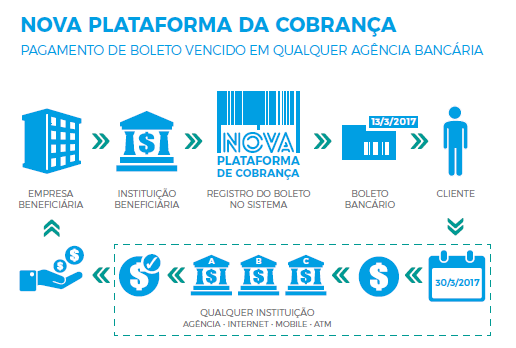 NOVA PLATAFORMA DA COBRANÇA
PAGAMENTO DE BOLETO VENCIDO EM QUALQUER AGÊNCIA BANCÁRIA
NOVA
PLATAFORMA
DE COBRANÇA
13/3/2017
EMPRESA
BENEFICIÁRIA
INSTITUIÇÃO
BENEFICIÁRIA
REGISTRO DO BOLETO
NO SISTEMA
BOLETO
BANCÁRIO
CLIENTE
$
$
$
$
A
B
C
$
$
$
$
30/3/2017
QUALQUER INSTITUIÇÃO
AGÊNCIA - INTERNET - MOBILE - ATM